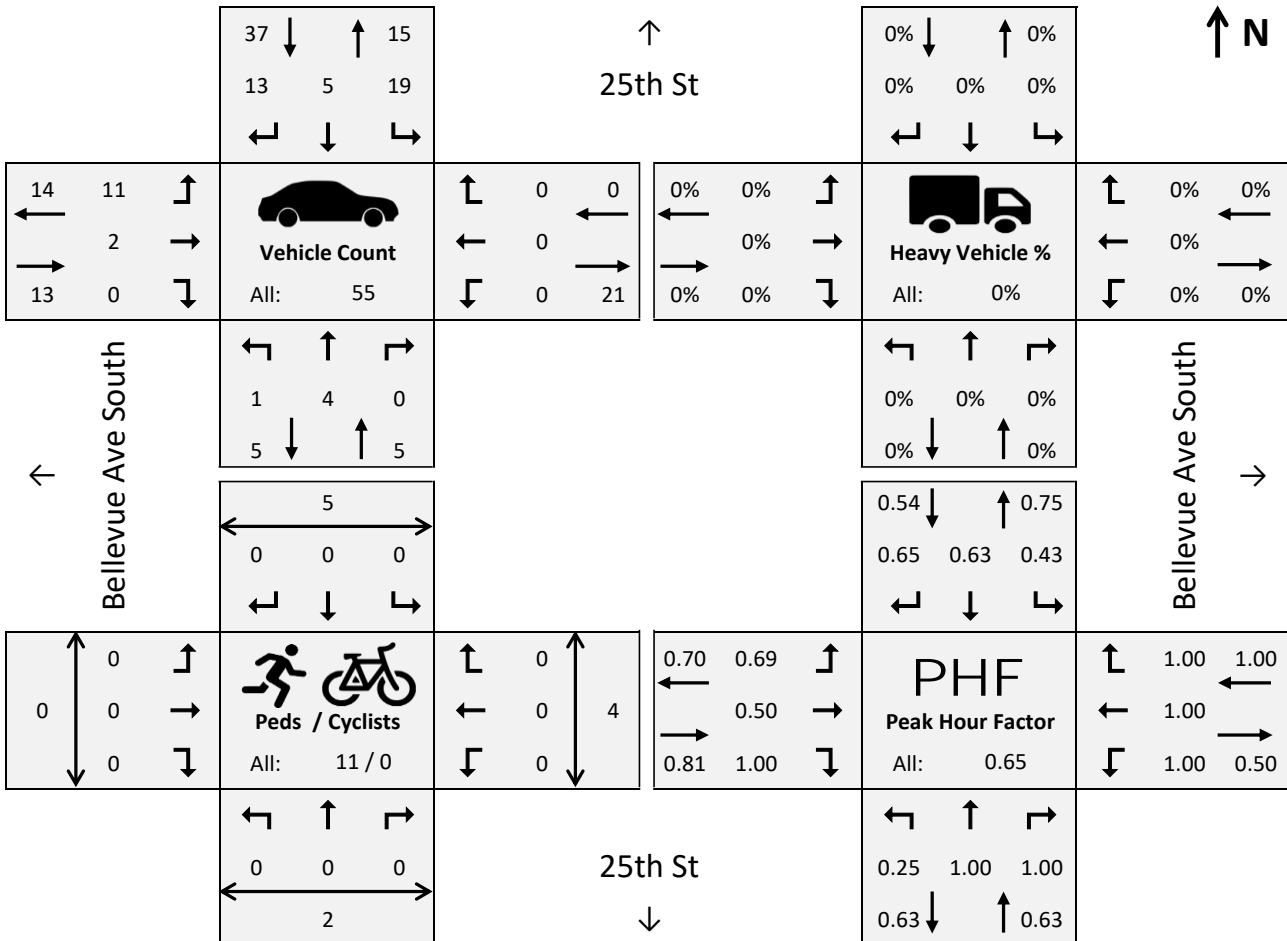 37 ↓ ↑ 15 ↑ 0% ↓ ↑ 0% ↑ N
13 5 19 25th St 0% 0% 0%
14 11 0 0 0% 0% 0% 0%
2 Vehicle Count 0 0% Heavy Vehicle % 0%
13 0 All: 55 0 21 0% 0% All: 0% 0% 0%
1 4 0 0% 0% 0%
5 ↓ ↑ 5 0% ↓ ↑ 0%
Bellevue Ave South
←
Bellevue Ave South
→
5 0.54 ↓ ↑ 0.75
0 0 0 0.65 0.63 0.43
0 0 0.70 0.69 PHF 1.00 1.00
0 0 Peds / Cyclists 0 4 0.50 Peak Hour Factor 1.00
0 All: 11 / 0 0 0.81 1.00 All: 0.65 1.00 0.50
0 0 0 25th St 0.25 1.00 1.00
2 ↓ 0.63 ↓ ↑ 0.63